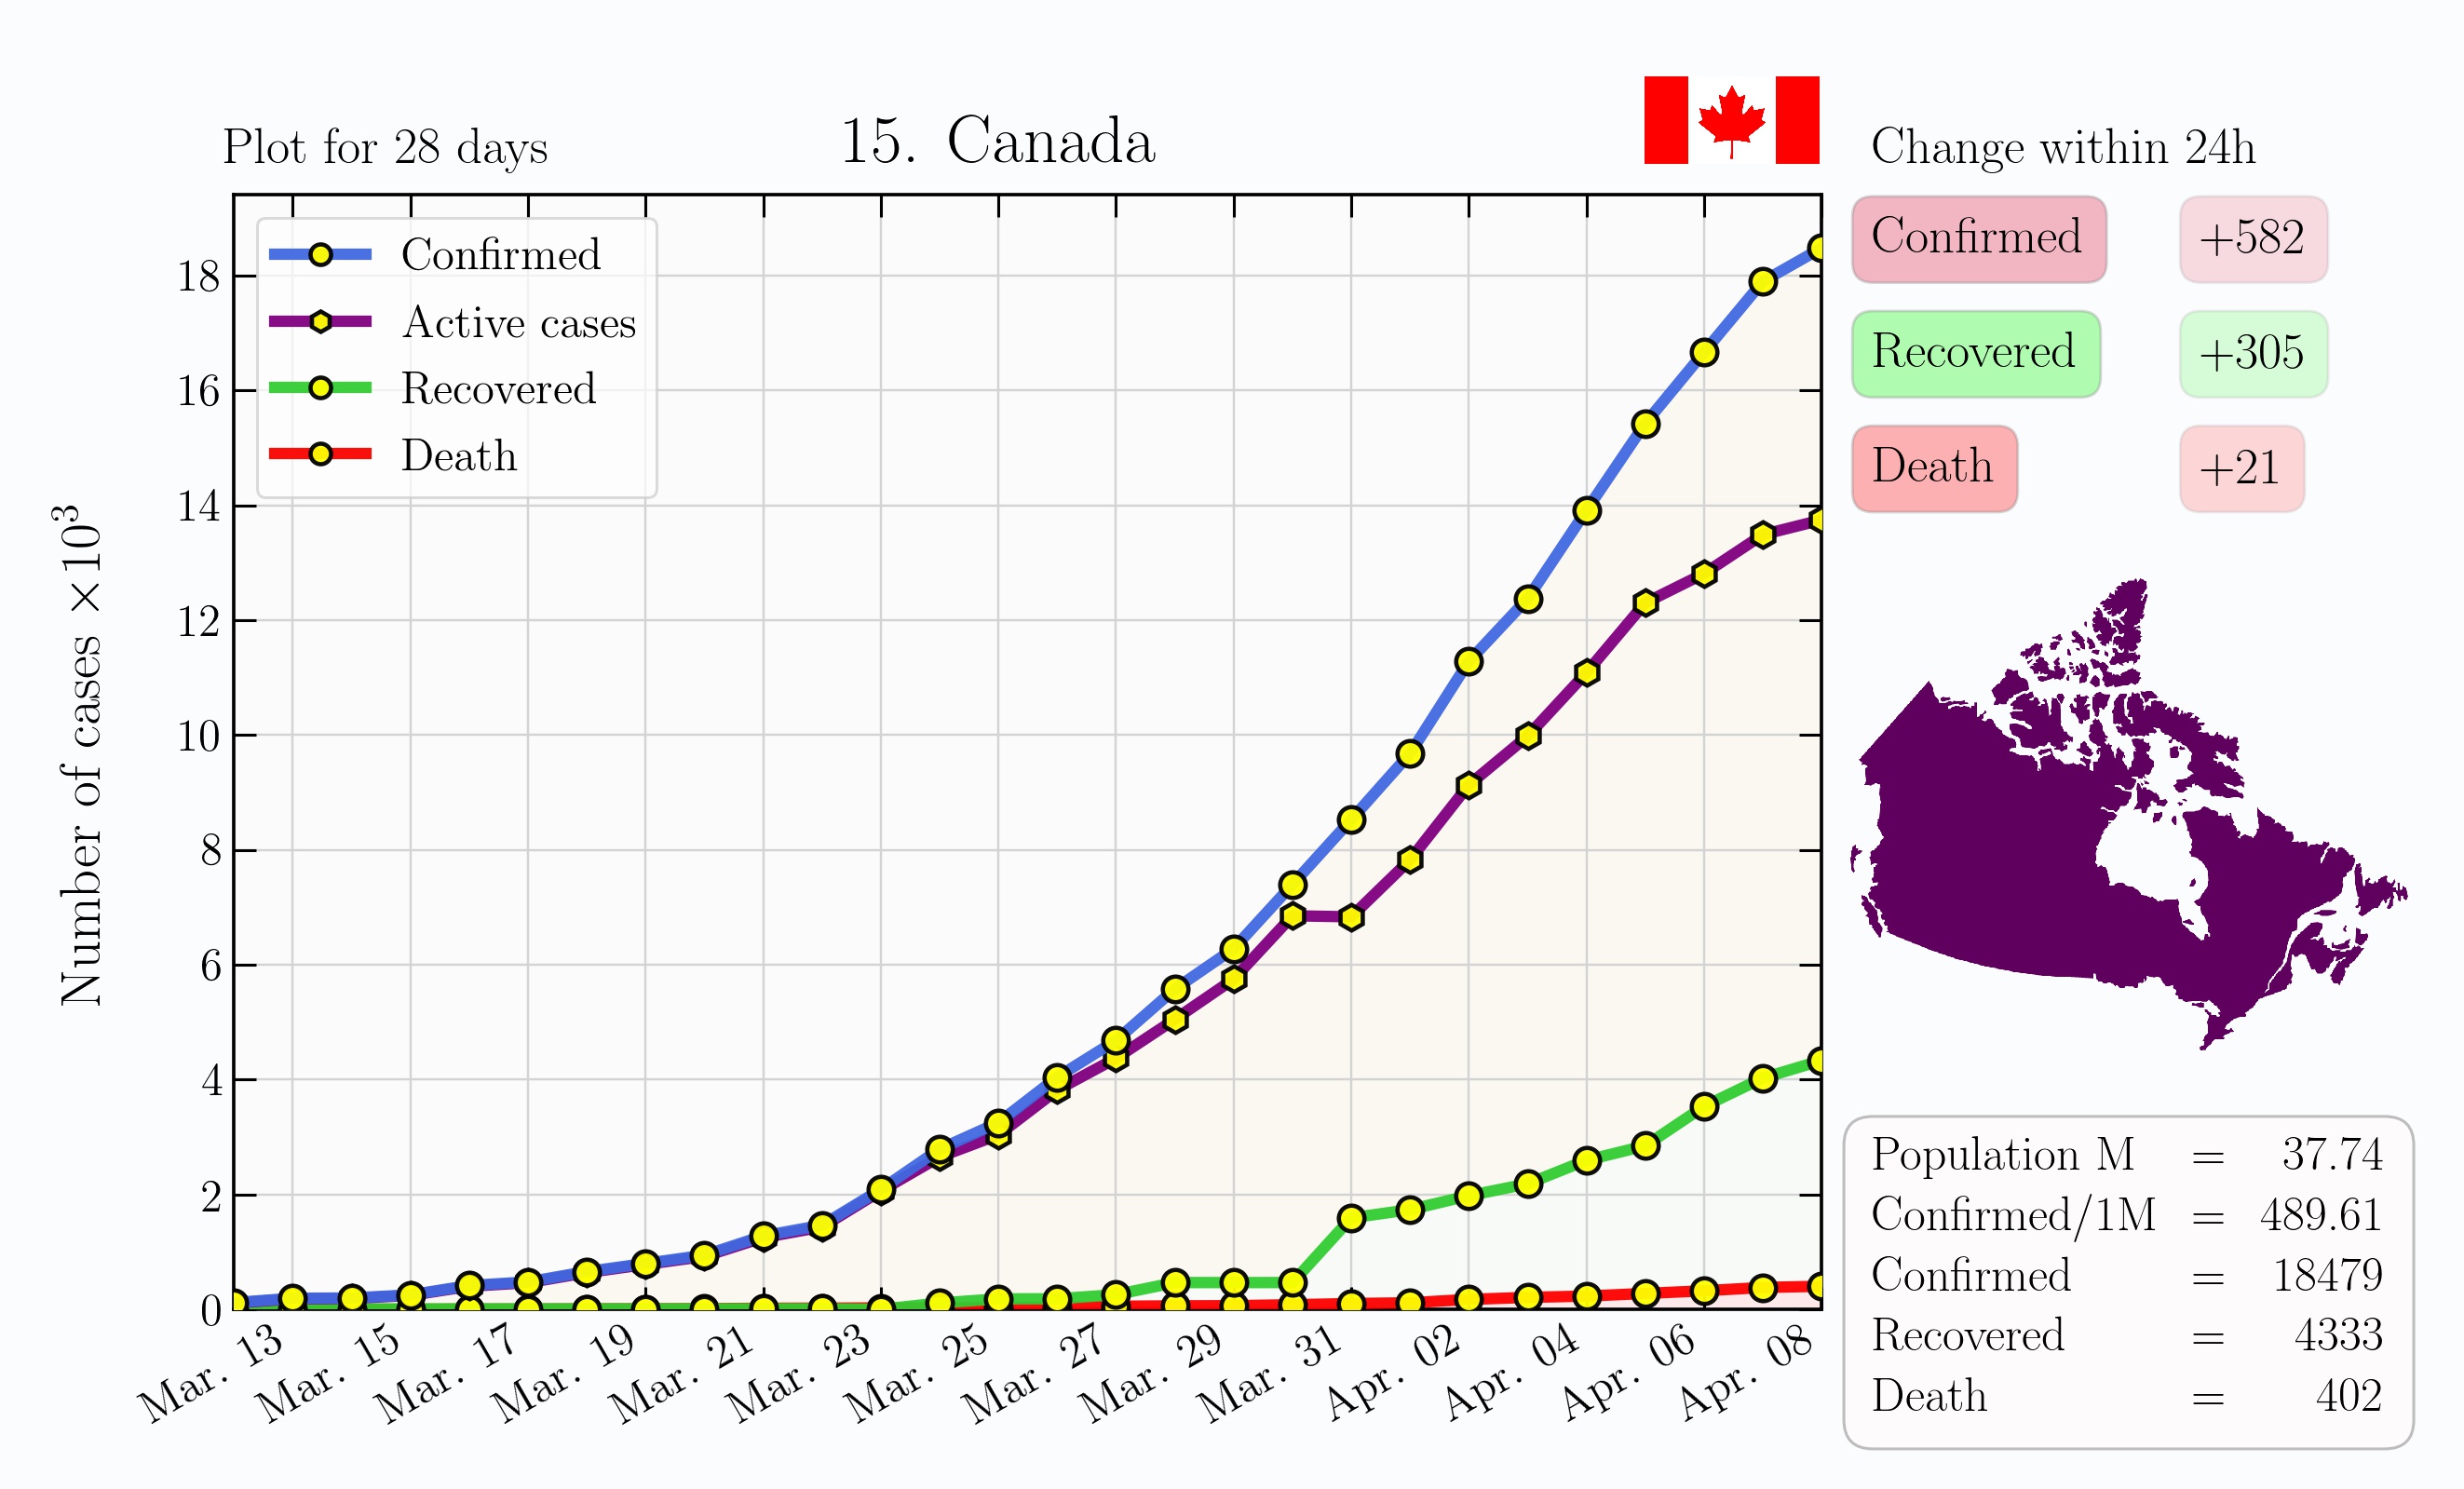 Plot for 28 days
15. Canada
Change within 24h
Confirmed +582
Recovered +305
Death +21
Confirmed
Active cases
Recovered
Death
Number of cases ×10³
18
16
14
12
10
8
6
4
2
0
Mar. 13
Mar. 15
Mar. 17
Mar. 19
Mar. 21
Mar. 23
Mar. 25
Mar. 27
Mar. 29
Mar. 31
Apr. 02
Apr. 04
Apr. 06
Apr. 08
Population M = 37.74
Confirmed/1M = 489.61
Confirmed = 18479
Recovered = 4333
Death = 402